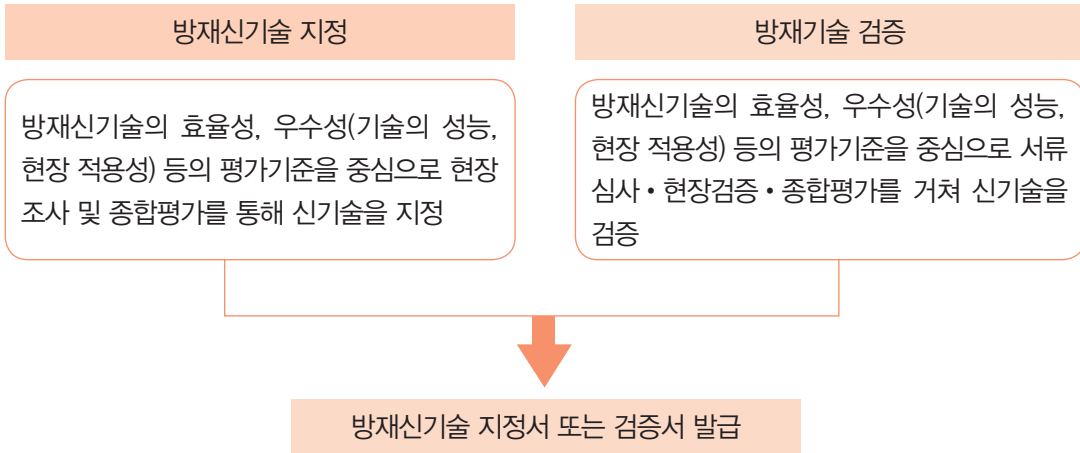 방재신기술 지정
방재신기술의 효율성, 우수성(기술의 성능,
현장 적용성) 등의 평가기준을 중심으로 현장
조사 및 종합평가를 통해 신기술을 지정
방재기술 검증
방재신기술의 효율성, 우수성(기술의 성능,
현장 적용성) 등의 평가기준을 중심으로 서류
심사•현장검증•종합평가를 거쳐 신기술을
검증
방재신기술 지정서 또는 검증서 발급